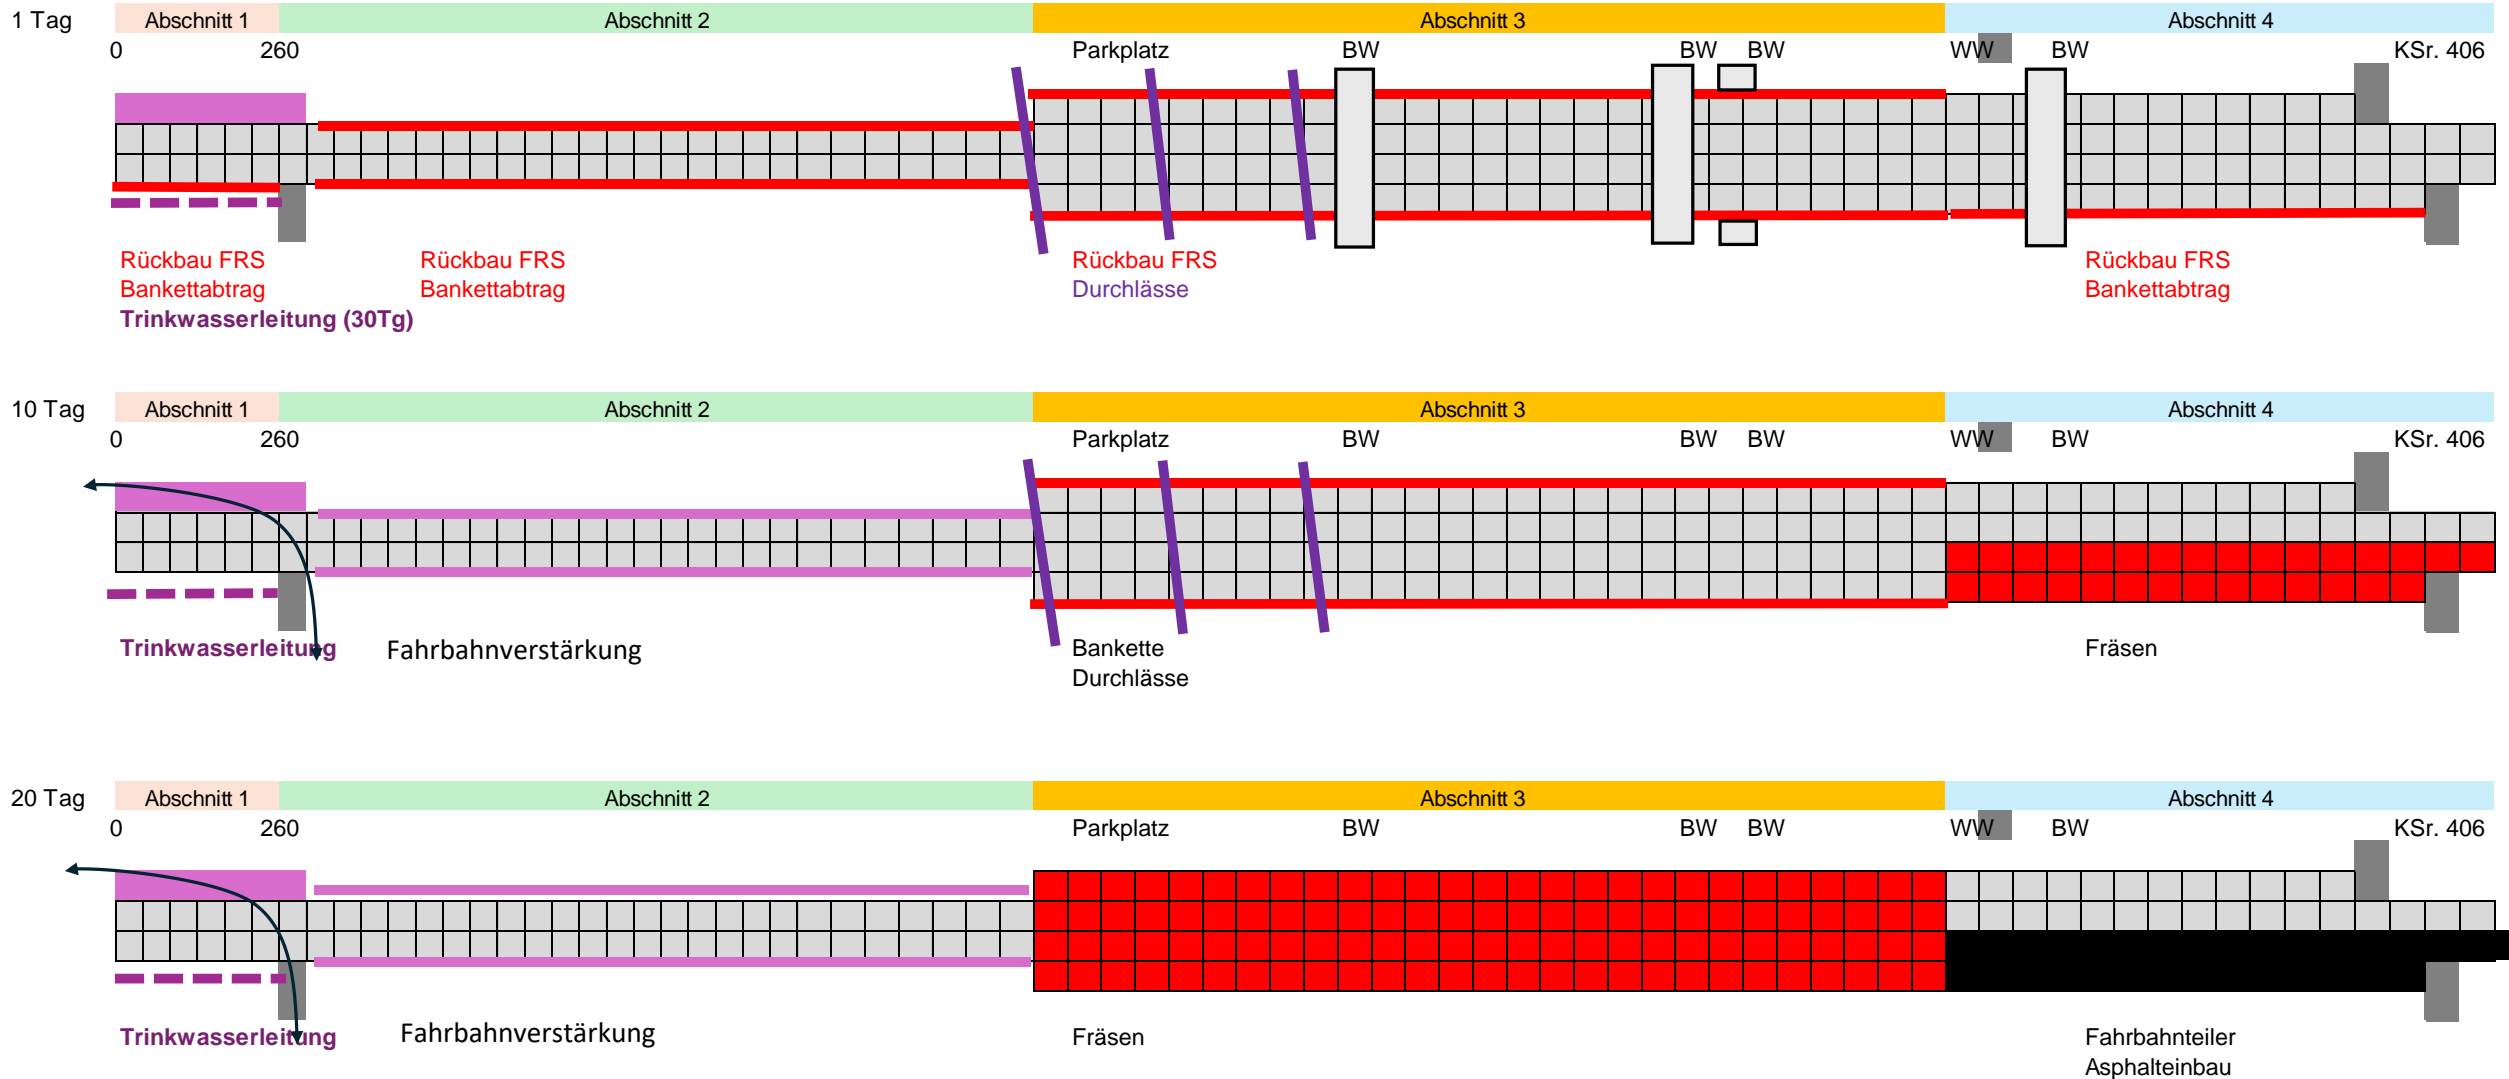 1 Tag Abschnitt 1 Abschnitt 2 Abschnitt 3 Abschnitt 4
0 260 Parkplatz BW BW BW WW BW KSr. 406
Rückbau FRS Rückbau FRS Rückbau FRS Rückbau FRS
Bankettabtrag Bankettabtrag Durchlässe Bankettabtrag
Trinkwasserleitung (30Tg)
10 Tag Abschnitt 1 Abschnitt 2 Abschnitt 3 Abschnitt 4
0 260 Parkplatz BW BW BW WW BW KSr. 406
Trinkwasserleitung Fahrbahnverstärkung Bankette Fräsen
Durchlässe
20 Tag Abschnitt 1 Abschnitt 2 Abschnitt 3 Abschnitt 4
0 260 Parkplatz BW BW BW WW BW KSr. 406
Trinkwasserleitung Fahrbahnverstärkung Fräsen Fahrbahnteiler
Asphalteinbau